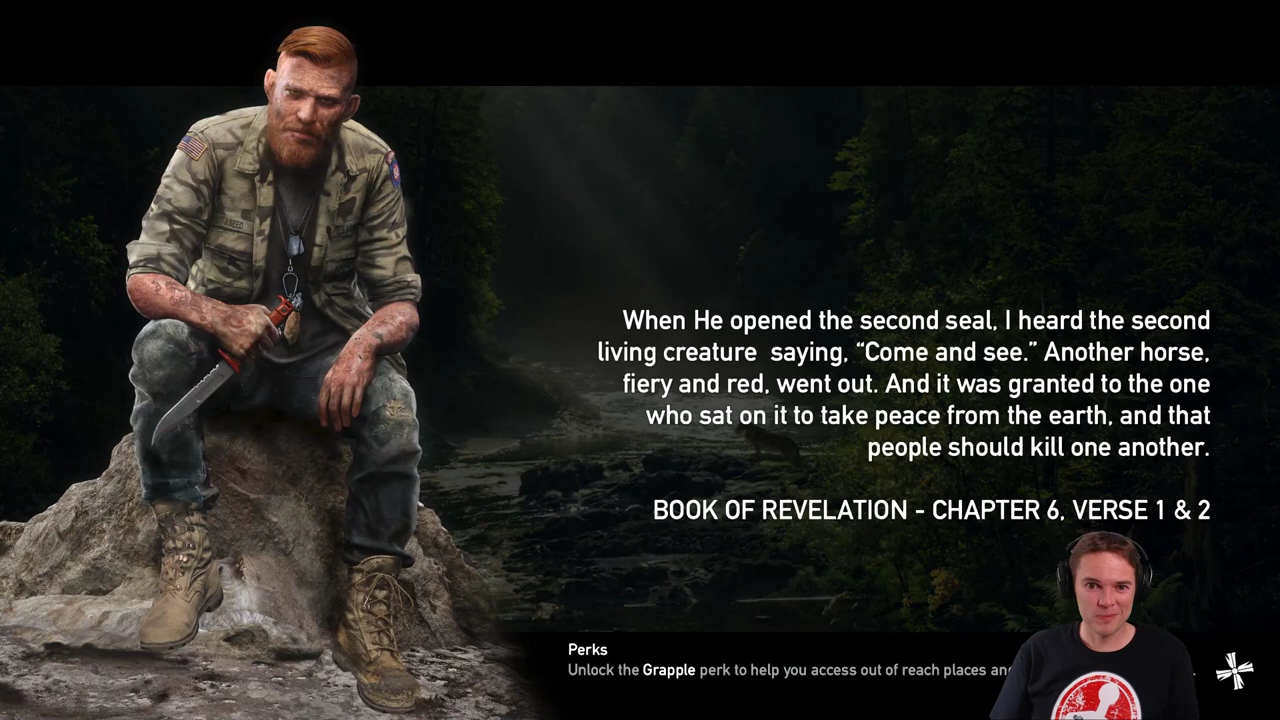 J.SEED
When He opened the second seal, I heard the second
living creature  saying, “Come and see.” Another horse,
fiery and red, went out. And it was granted to the one
who sat on it to take peace from the earth, and that
people should kill one another.
BOOK OF REVELATION - CHAPTER 6, VERSE 1 & 2
Perks
Unlock the Grapple perk to help you access out of reach places